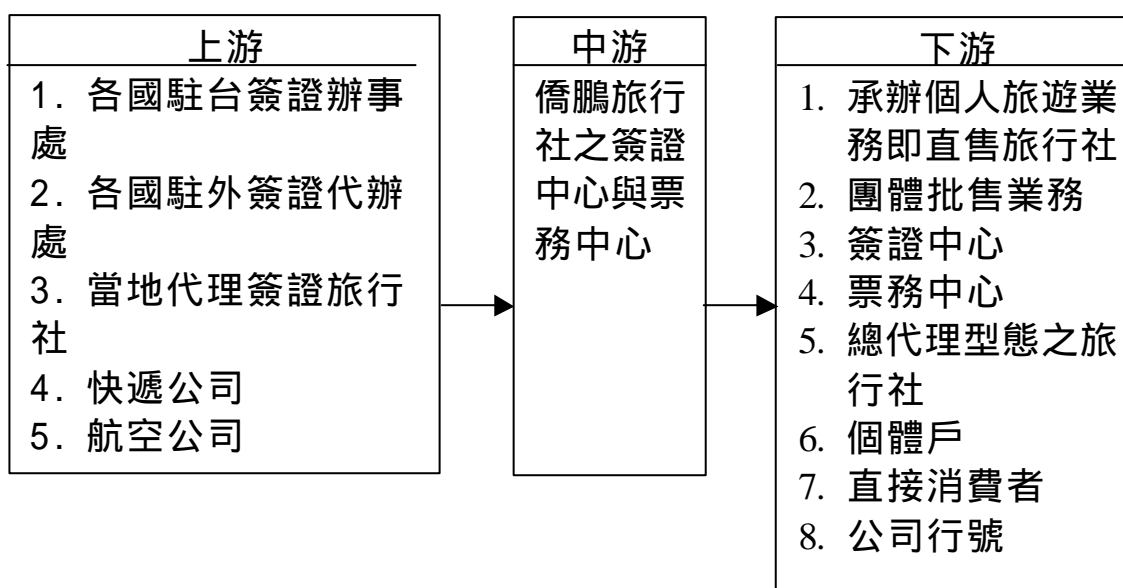 上游
1. 各國駐台簽證辦事
處
2. 各國駐外簽證代辦
處
3. 當地代理簽證旅行
社
4. 快遞公司
5. 航空公司
中游
僑鵬旅行
社之簽證
中心與票
務中心
下游
1. 承辦個人旅遊業
務即直售旅行社
2. 團體批售業務
3. 簽證中心
4. 票務中心
5. 總代理型態之旅
行社
6. 個體戶
7. 直接消費者
8. 公司行號